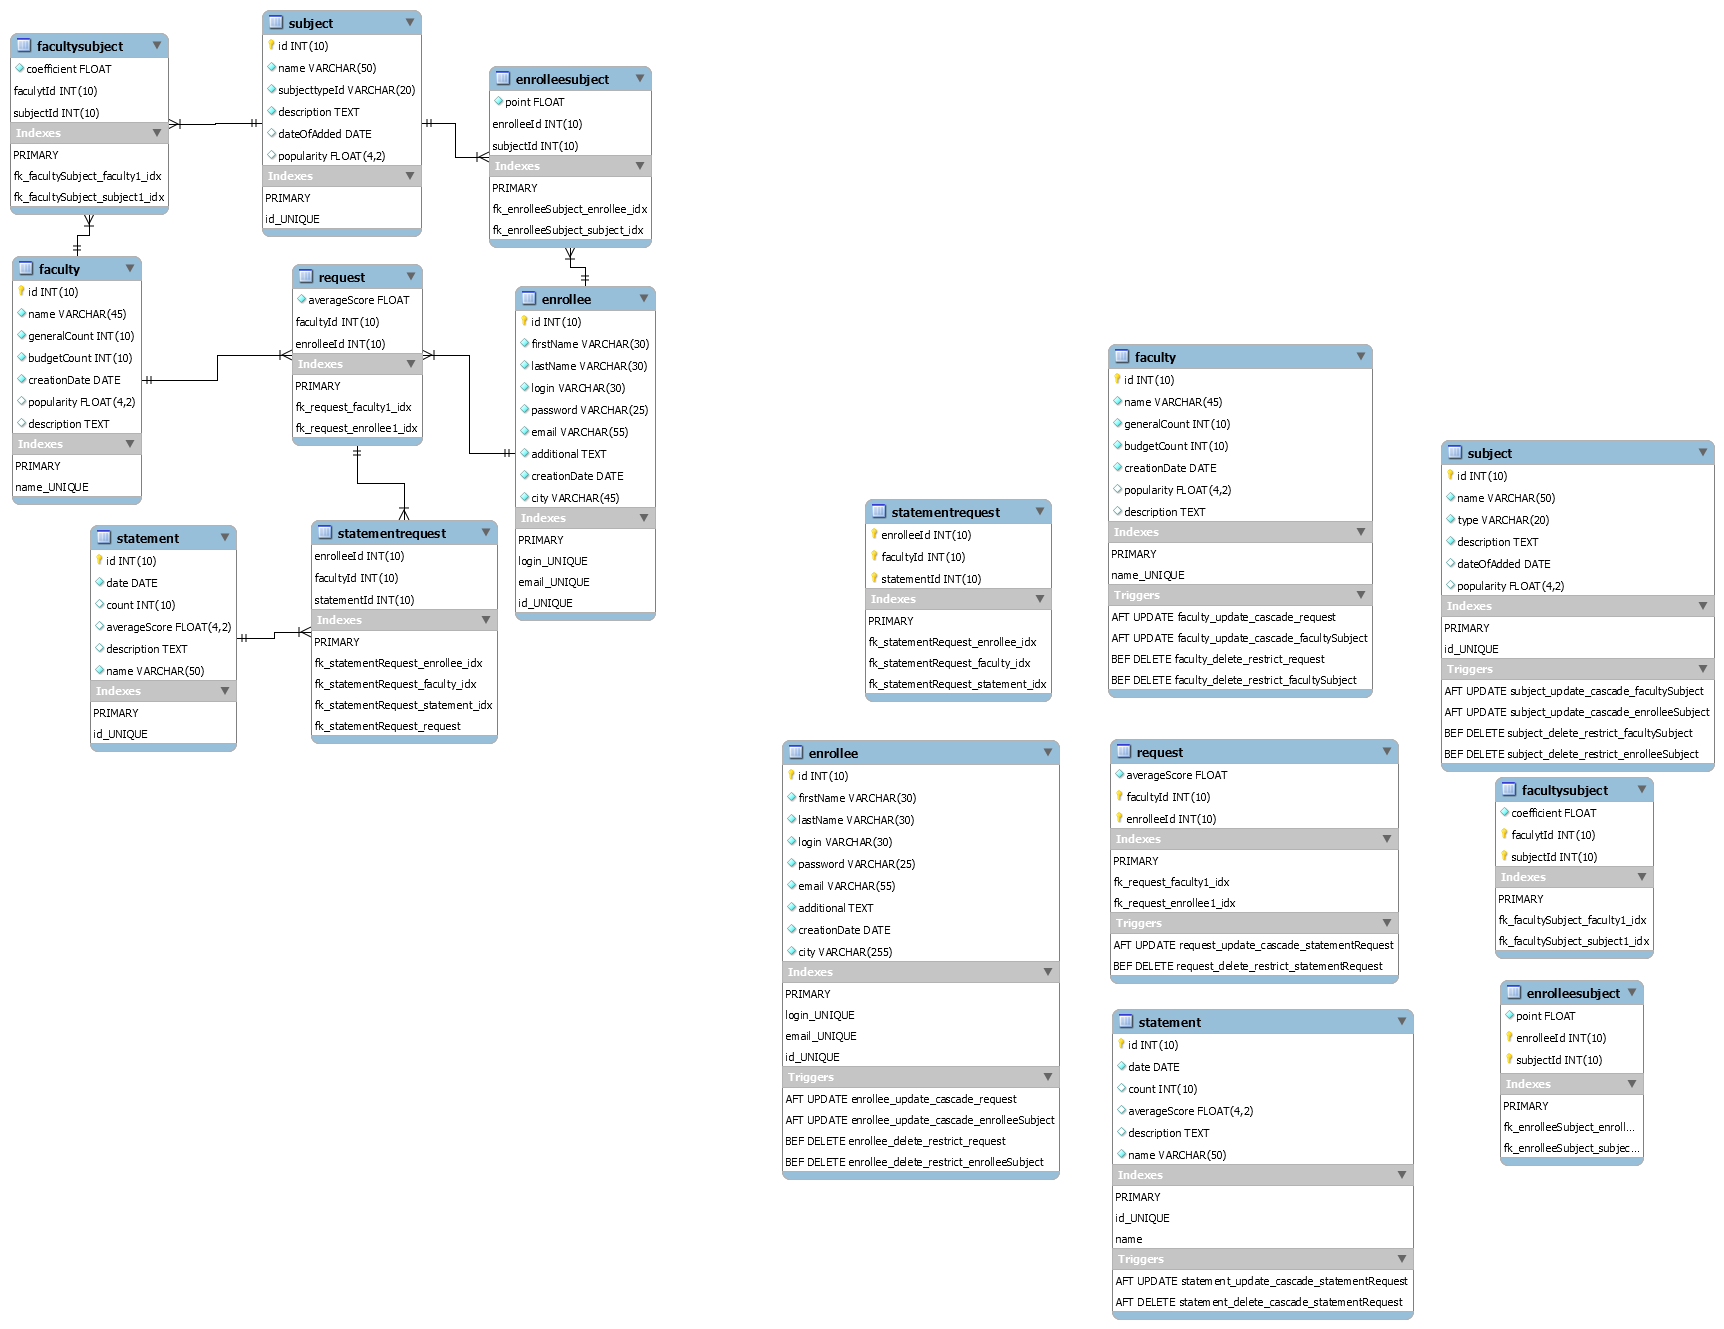 facultysubject
coefficient FLOAT
faculytId INT(10)
subjectId INT(10)
Indexes
PRIMARY
fk_facultySubject_faculty1_idx
fk_facultySubject_subject1_idx
subject
id INT(10)
name VARCHAR(50)
subjecttypeId VARCHAR(20)
description TEXT
dateOfAdded DATE
popularity FLOAT(4,2)
Indexes
PRIMARY
id_UNIQUE
enrolleesubject
point FLOAT
enrolleeId INT(10)
subjectId INT(10)
Indexes
PRIMARY
fk_enrolleeSubject_enrollee_idx
fk_enrolleeSubject_subject_idx
faculty
id INT(10)
name VARCHAR(45)
generalCount INT(10)
budgetCount INT(10)
creationDate DATE
popularity FLOAT(4,2)
description TEXT
Indexes
PRIMARY
name_UNIQUE
request
averageScore FLOAT
facultyId INT(10)
enrolleeId INT(10)
Indexes
PRIMARY
fk_request_faculty1_idx
fk_request_enrollee1_idx
enrollee
id INT(10)
firstName VARCHAR(30)
lastName VARCHAR(30)
login VARCHAR(30)
password VARCHAR(25)
email VARCHAR(55)
additional TEXT
creationDate DATE
city VARCHAR(45)
Indexes
PRIMARY
login_UNIQUE
email_UNIQUE
id_UNIQUE
statement
id INT(10)
date DATE
count INT(10)
averageScore FLOAT(4,2)
description TEXT
name VARCHAR(50)
Indexes
PRIMARY
id_UNIQUE
statementrequest
enrolleeId INT(10)
facultyId INT(10)
statementId INT(10)
Indexes
PRIMARY
fk_statementRequest_enrollee_idx
fk_statementRequest_faculty_idx
fk_statementRequest_statement_idx
fk_statementRequest_request
statementrequest
enrolleeId INT(10)
facultyId INT(10)
statementId INT(10)
Indexes
PRIMARY
fk_statementRequest_enrollee_idx
fk_statementRequest_faculty_idx
fk_statementRequest_statement_idx
faculty
id INT(10)
name VARCHAR(45)
generalCount INT(10)
budgetCount INT(10)
creationDate DATE
popularity FLOAT(4,2)
description TEXT
Indexes
PRIMARY
name_UNIQUE
Triggers
AFT UPDATE faculty_update_cascade_request
AFT UPDATE faculty_update_cascade_facultySubject
BEF DELETE faculty_delete_restrict_request
BEF DELETE faculty_delete_restrict_facultySubject
subject
id INT(10)
name VARCHAR(50)
type VARCHAR(20)
description TEXT
dateOfAdded DATE
popularity FLOAT(4,2)
Indexes
PRIMARY
id_UNIQUE
Triggers
AFT UPDATE subject_update_cascade_facultySubject
AFT UPDATE subject_update_cascade_enrolleeSubject
BEF DELETE subject_delete_restrict_facultySubject
BEF DELETE subject_delete_restrict_enrolleeSubject
enrollee
id INT(10)
firstName VARCHAR(30)
lastName VARCHAR(30)
login VARCHAR(30)
password VARCHAR(25)
email VARCHAR(55)
additional TEXT
creationDate DATE
city VARCHAR(255)
Indexes
PRIMARY
login_UNIQUE
email_UNIQUE
id_UNIQUE
Triggers
AFT UPDATE enrollee_update_cascade_request
AFT UPDATE enrollee_update_cascade_enrolleeSubject
BEF DELETE enrollee_delete_restrict_request
BEF DELETE enrollee_delete_restrict_enrolleeSubject
request
averageScore FLOAT
facultyId INT(10)
enrolleeId INT(10)
Indexes
PRIMARY
fk_request_faculty1_idx
fk_request_enrollee1_idx
Triggers
AFT UPDATE request_update_cascade_statementRequest
BEF DELETE request_delete_restrict_statementRequest
facultysubject
coefficient FLOAT
faculytId INT(10)
subjectId INT(10)
Indexes
PRIMARY
fk_facultySubject_faculty1_idx
fk_facultySubject_subject1_idx
enrolleesubject
point FLOAT
enrolleeId INT(10)
subjectId INT(10)
Indexes
PRIMARY
fk_enrolleeSubject_enroll...
fk_enrolleeSubject_subjec...
statement
id INT(10)
date DATE
count INT(10)
averageScore FLOAT(4,2)
description TEXT
name VARCHAR(50)
Indexes
PRIMARY
id_UNIQUE
name
Triggers
AFT UPDATE statement_update_cascade_statementRequest
AFT DELETE statement_delete_cascade_statementRequest